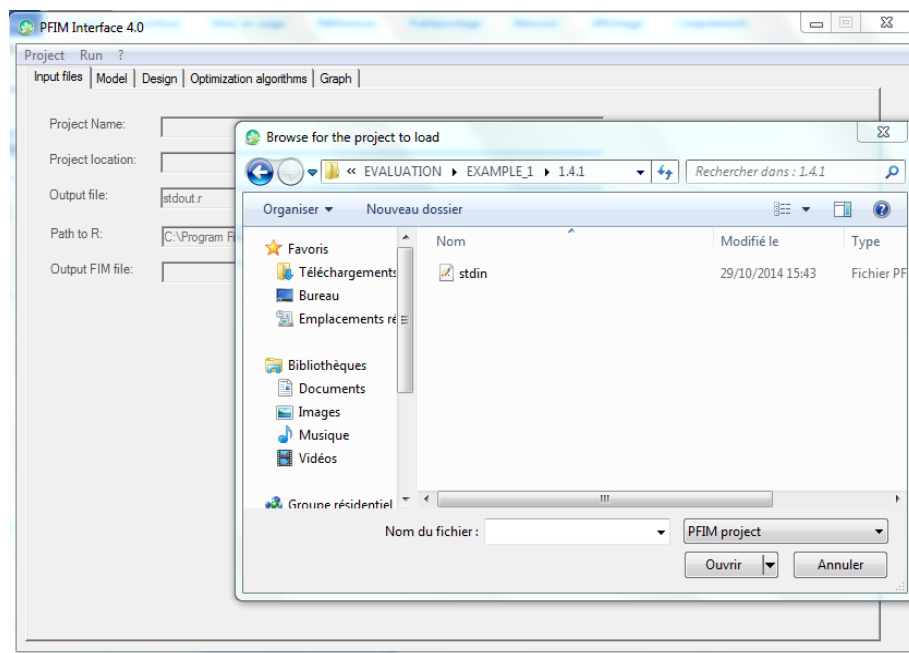 PFIM Interface 4.0
Project Run ?
Input files Model Design Optimization algorithms Graph
Project Name:
Project location:
Output file: stdout.r
Path to R: C:\Program Fi
Output FIM file:
Browse for the project to load
« EVALUATION EXAMPLE_1 1.4.1 Rechercher dans : 1.4.1
Organiser Nouveau dossier
Nom Modifié le Type
stdin 29/10/2014 15:43 Fichier PF
Favoris
Téléchargements
Bureau
Emplacements ré
Bibliothèques
Documents
Images
Musique
Vidéos
Groupe résidentiel
Nom du fichier : PFIM project
Ouvrir Annuler